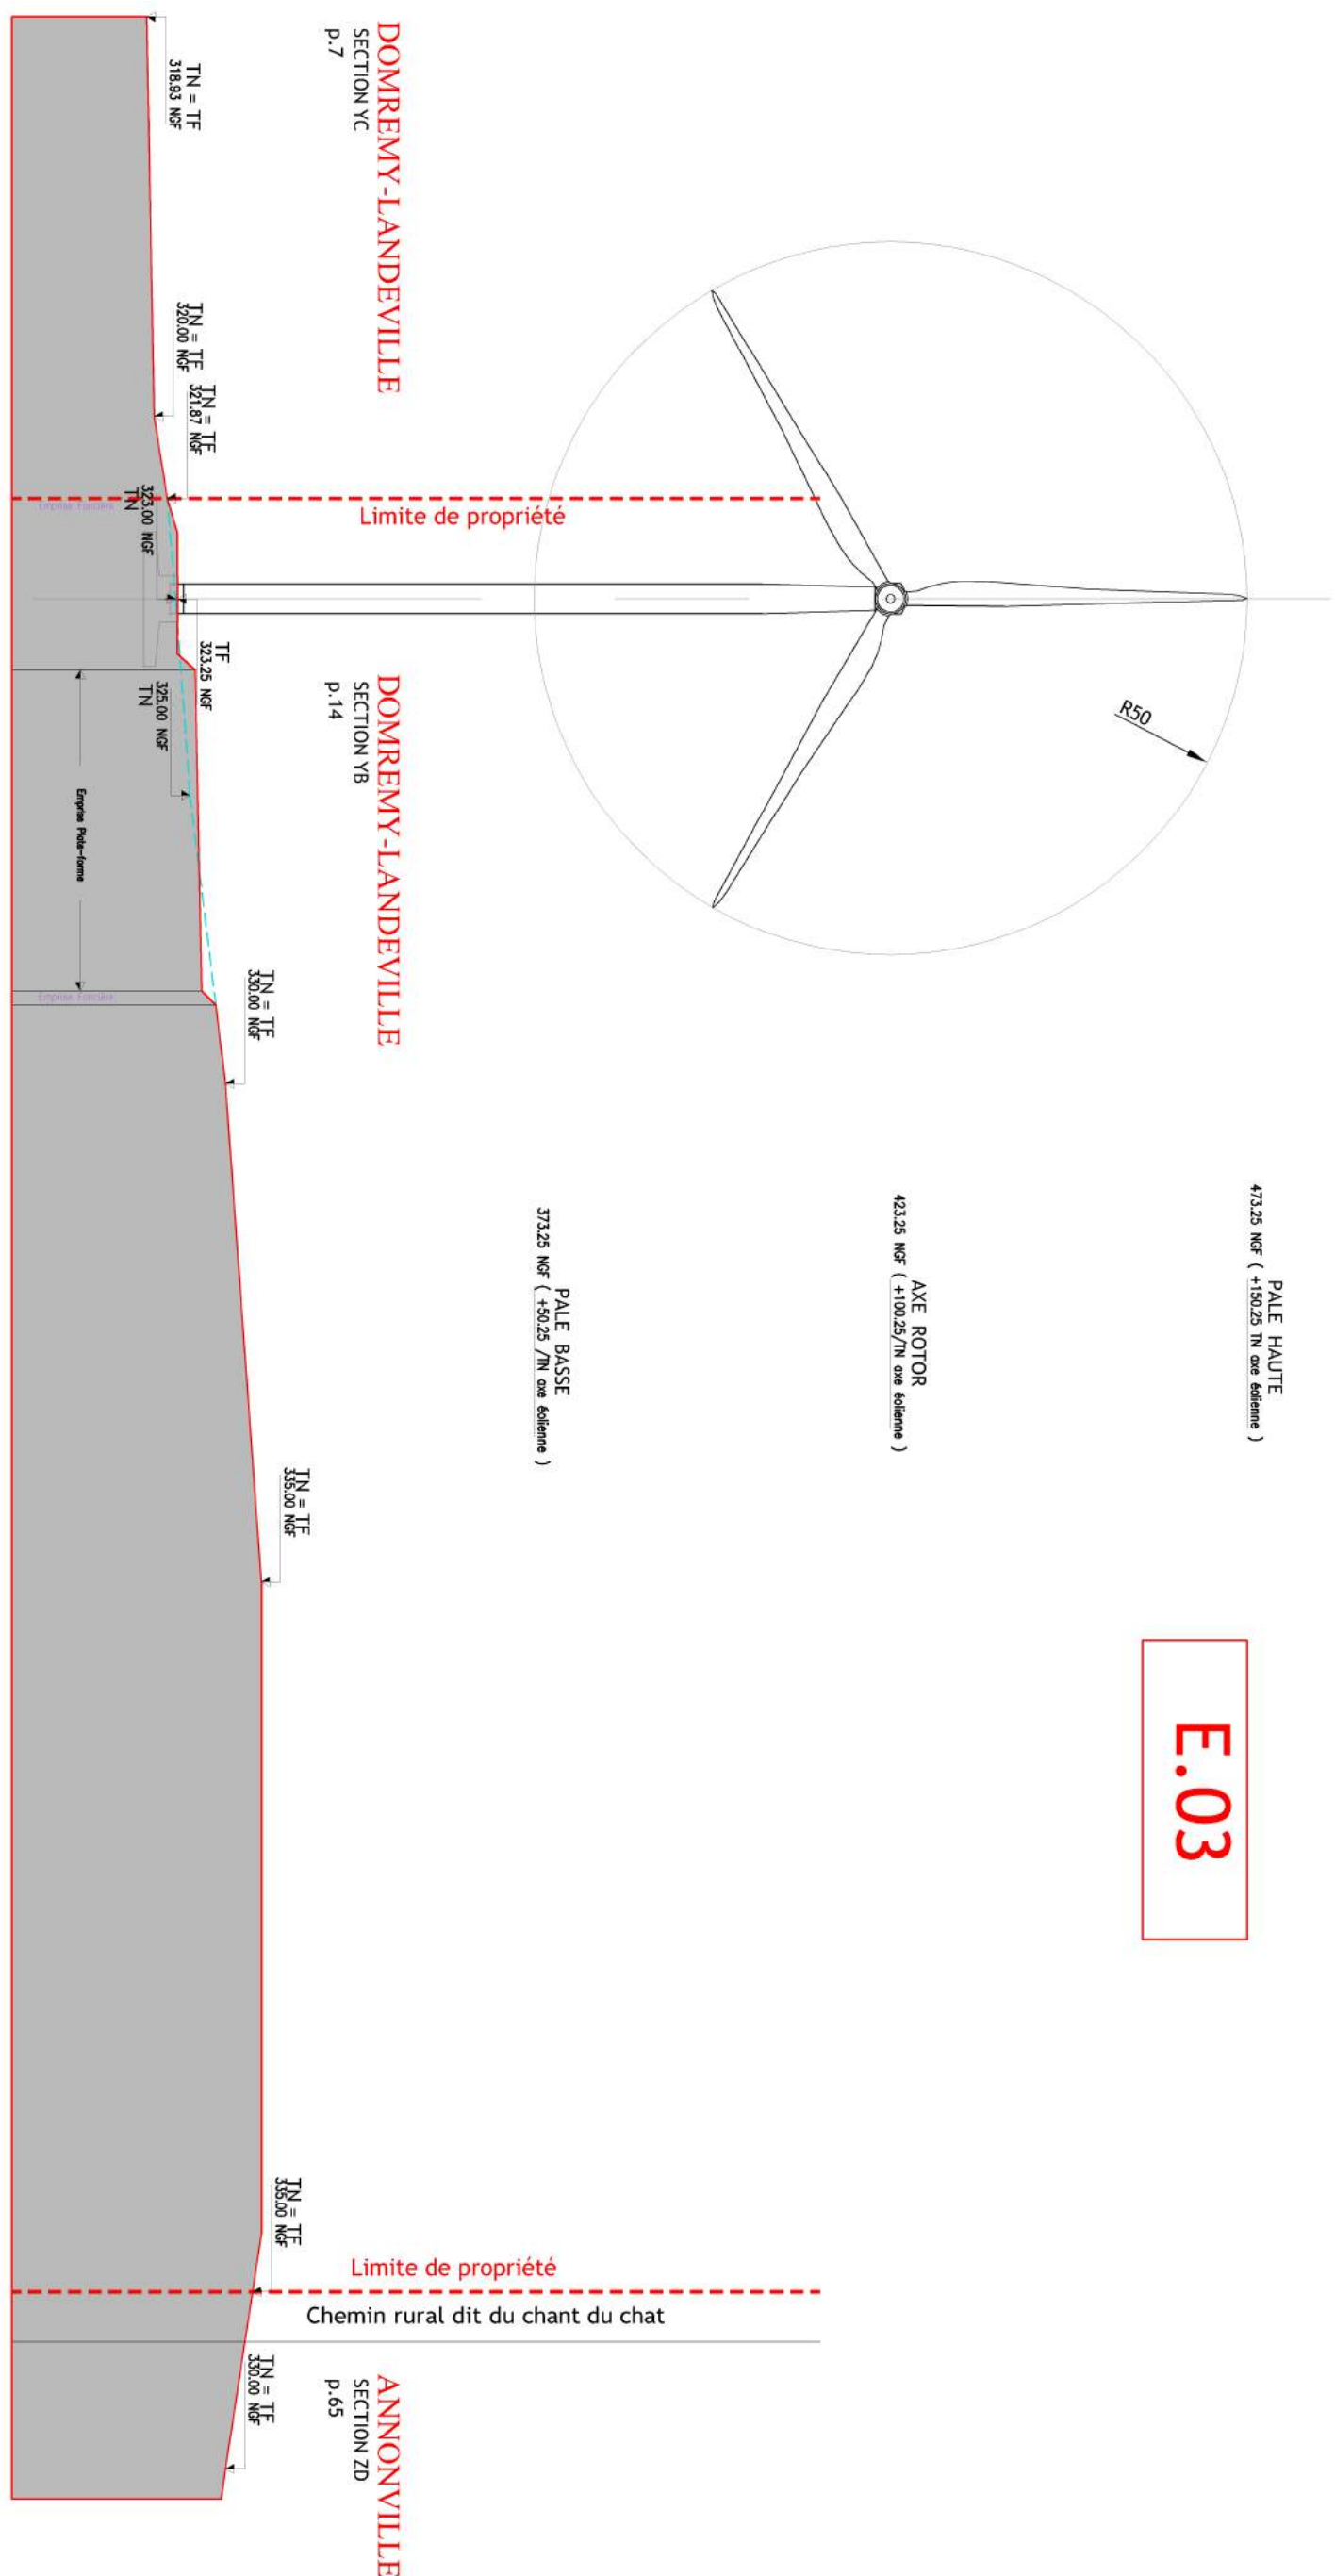 E.03
PALE HAUTE
473.25 NGF ( +150.25 TN axe éolienne )
R50
AXE ROTOR
423.25 NGF ( +100.25/TN axe éolienne )
PALE BASSE
373.25 NGF ( +50.25 /TN axe éolienne )
DOMREMY-LANDEVILLE
SECTION YC
p.7
Limite de propriété
DOMREMY-LANDEVILLE
SECTION YB
p.14
Limite de propriété
Chemin rural dit du chant du chat
ANNONVILLE
SECTION ZD
p.65
TN = TF
318.93 NGF
TN = TF
320.00 NGF
TN = TF
321.87 NGF
323.00 NGF
TN
TF
323.25 NGF
325.00 NGF
TN
TN = TF
330.00 NGF
TN = TF
335.00 NGF
TN = TF
335.00 NGF
TN = TF
330.00 NGF
Emprise Foncière
Emprise Plate-forme
Emprise Foncière